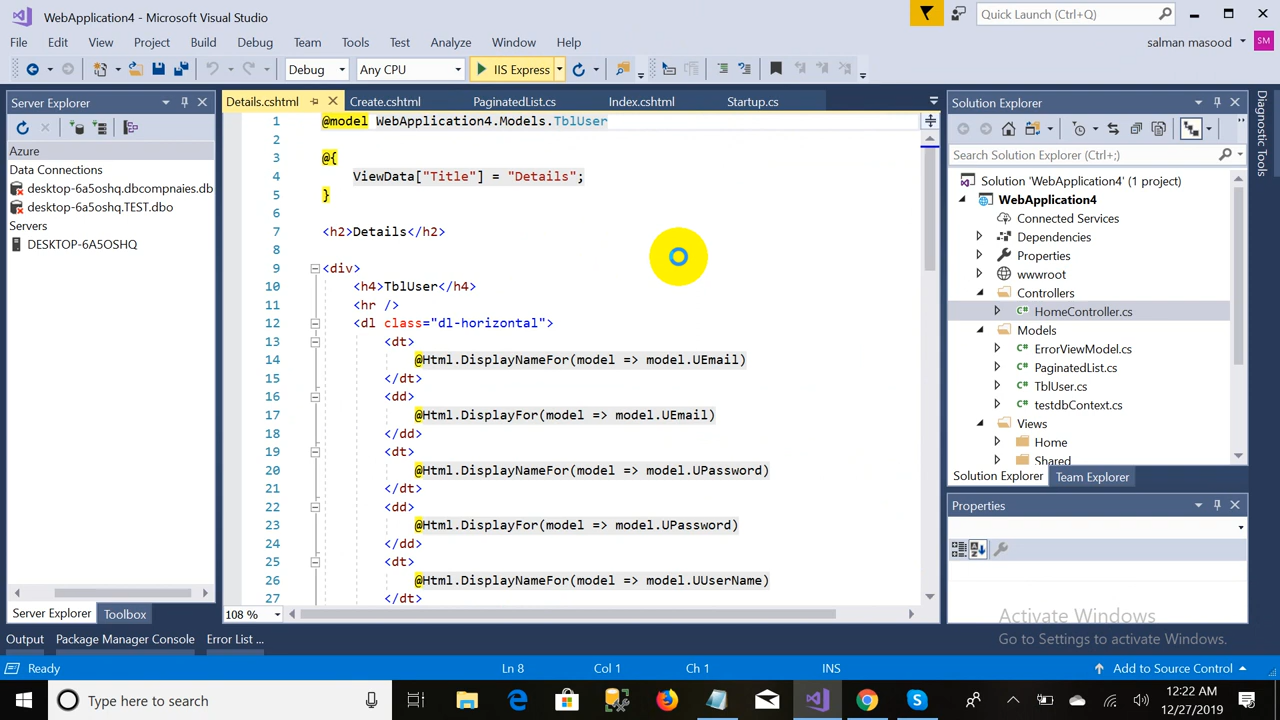 WebApplication4 - Microsoft Visual Studio
Quick Launch (Ctrl+Q)
File Edit View Project Build Debug Team Tools Test Analyze Window Help
salman masood SM
Debug Any CPU IIS Express
Server Explorer
Azure
Data Connections
desktop-6a5oshq.dbcompnaies.db
desktop-6a5oshq.TEST.dbo
Servers
DESKTOP-6A5OSHQ
Server Explorer Toolbox
Details.cshtml Create.cshtml PaginatedList.cs Index.cshtml Startup.cs
1 @model WebApplication4.Models.TblUser
2
3 @{
4 ViewData["Title"] = "Details";
5 }
6
7 <h2>Details</h2>
8
9 <div>
10 <h4>TblUser</h4>
11 <hr />
12 <dl class="dl-horizontal">
13 <dt>
14 @Html.DisplayNameFor(model => model.UEmail)
15 </dt>
16 <dd>
17 @Html.DisplayFor(model => model.UEmail)
18 </dd>
19 <dt>
20 @Html.DisplayNameFor(model => model.UPassword)
21 </dt>
22 <dd>
23 @Html.DisplayFor(model => model.UPassword)
24 </dd>
25 <dt>
26 @Html.DisplayNameFor(model => model.UUserName)
27 </dt>
108 %
Solution Explorer
Search Solution Explorer (Ctrl+;)
Solution 'WebApplication4' (1 project)
WebApplication4
Connected Services
Dependencies
Properties
wwwroot
Controllers
C# HomeController.cs
Models
C# ErrorViewModel.cs
C# PaginatedList.cs
C# TblUser.cs
C# testdbContext.cs
Views
Home
Shared
Solution Explorer Team Explorer
Properties
Diagnostic Tools
Activate Windows
Go to Settings to activate Windows.
Output Package Manager Console Error List ...
Ready Ln 8 Col 1 Ch 1 INS Add to Source Control
Type here to search
12:22 AM
12/27/2019